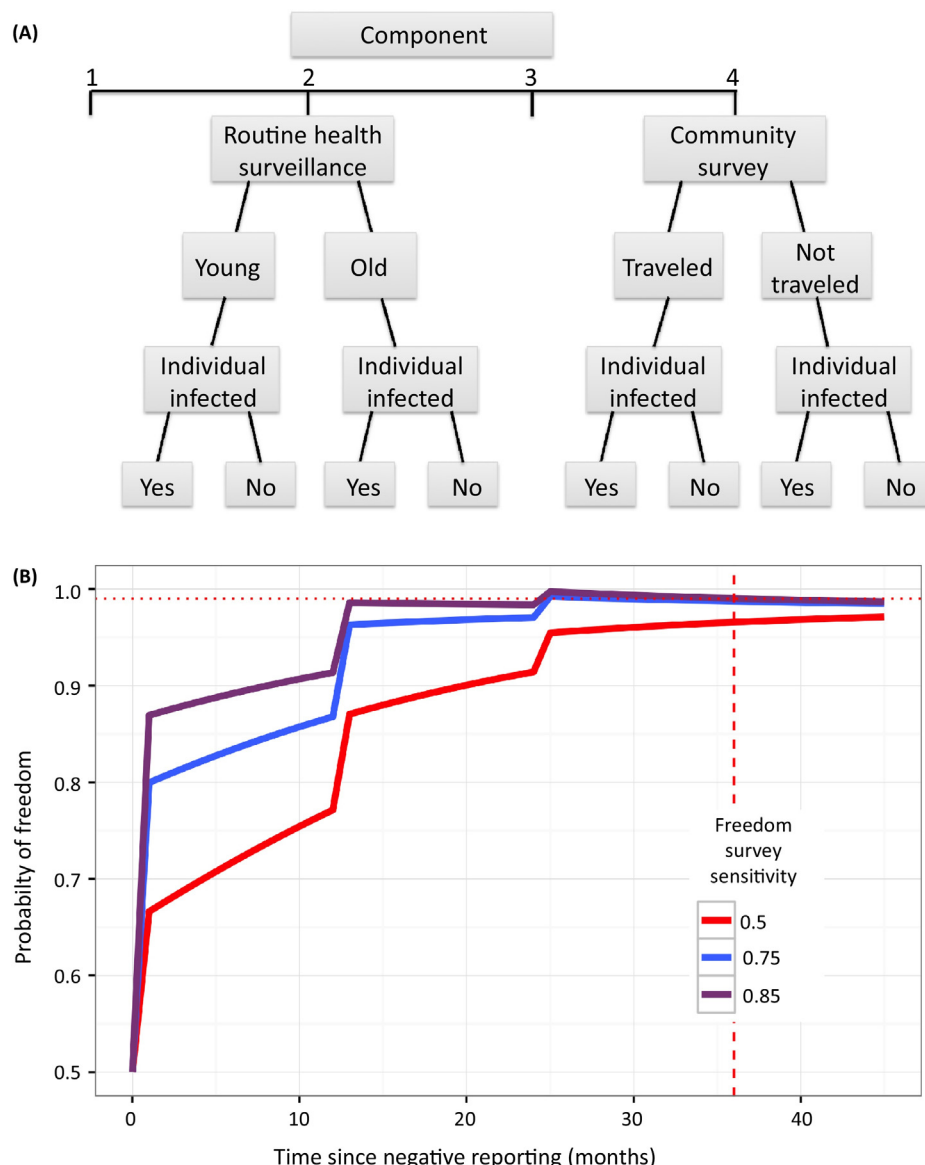 (A)
Component
1 2 3 4
Routine health
surveillance
Community
survey
Young Old Traveled Not
traveled
Individual
infected
Individual
infected
Individual
infected
Individual
infected
Yes No Yes No Yes No Yes No
(B)
1.0
0.9
0.8
0.7
0.6
0.5
Probabilty of freedom
Freedom
survey
sensitivity
0.5
0.75
0.85
0 10 20 30 40
Time since negative reporting (months)